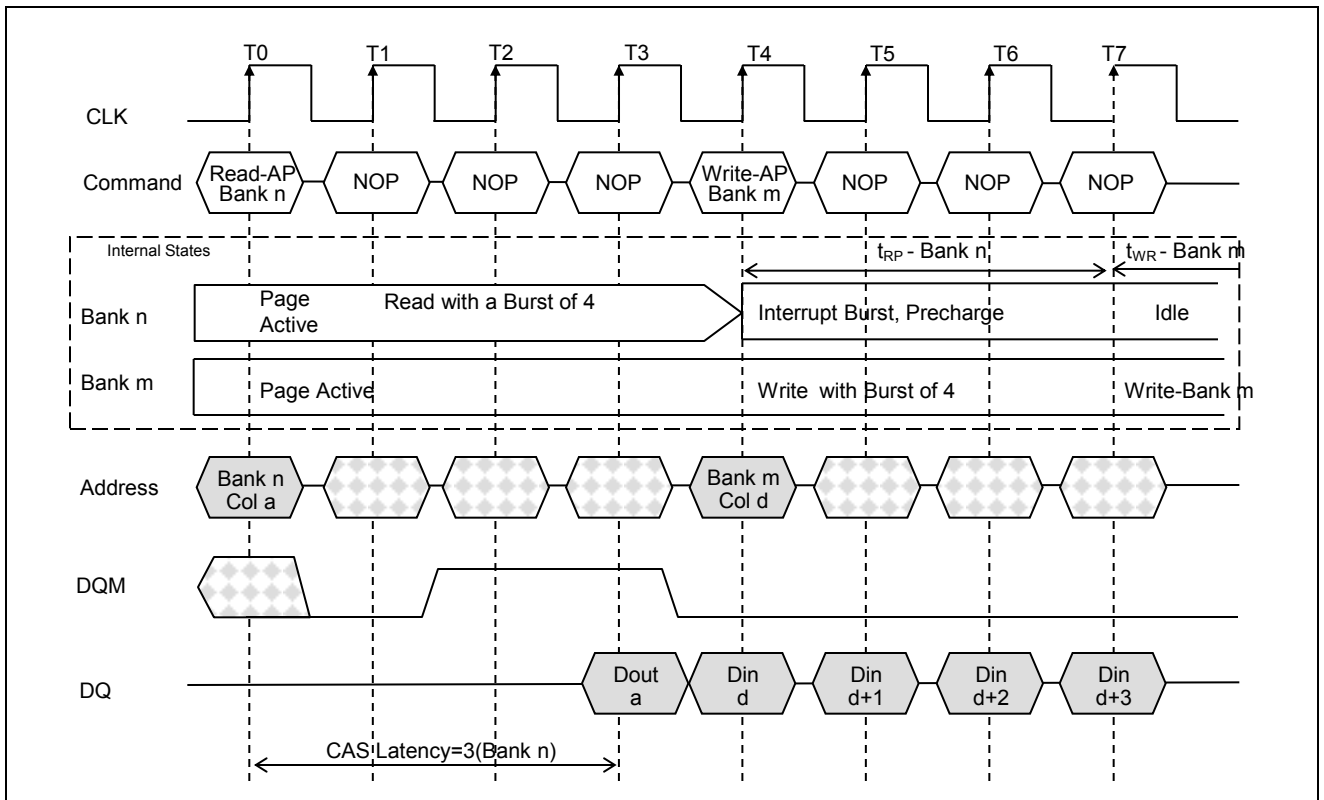 T0 T1 T2 T3 T4 T5 T6 T7
CLK
Command
Read-AP
Bank n
NOP
NOP
NOP
Write-AP
Bank m
NOP
NOP
NOP
Internal States
tRP - Bank n
tWR - Bank m
Bank n
Page
Active
Read with a Burst of 4
Interrupt Burst, Precharge
Idle
Bank m
Page Active
Write with Burst of 4
Write-Bank m
Address
Bank n
Col a
Bank m
Col d
DQM
DQ
Dout
a
Din
d
Din
d+1
Din
d+2
Din
d+3
CAS Latency=3(Bank n)